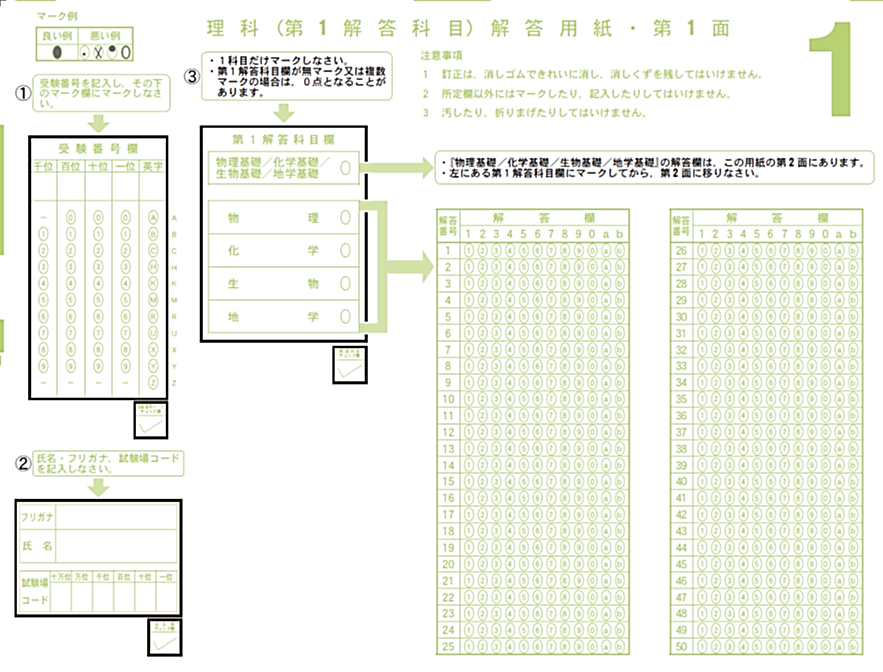 マーク例
良い例 悪い例
理科(第1解答科目)解答用紙・第1面
1
注意事項
1 訂正は、消しゴムできれいに消し、消しくずを残してはいけません。
2 所定欄以外にはマークしたり、記入したりしてはいけません。
3 汚したり、折りまげたりしてはいけません。
① 受験番号を記入し、その下
のマーク欄にマークしなさ
い。
受験番号欄
千位 百位 十位 一位 英字
− 0 0 0 A A
1 1 1 1 B B
2 2 2 2 C C
3 3 3 3 H H
4 4 4 4 K K
5 5 5 5 M M
6 6 6 6 R R
7 7 7 7 U U
8 8 8 8 X X
9 9 9 9 Y Y
− − − − Z Z
② 氏名・フリガナ、試験場コード
を記入しなさい。
フリガナ
氏名
試験場
コード
十万位 万位 千位 百位 十位 一位
③ ・1科目だけマークしなさい。
・第1解答科目欄が無マーク又は複数
マークの場合は、0点となることが
あります。
第1解答科目欄
物理基礎/化学基礎/
生物基礎/地学基礎
物理
化学
生物
地学
・『物理基礎/化学基礎/生物基礎/地学基礎』の解答欄は、この用紙の第2面にあります。
・左にある第1解答科目欄にマークしてから、第2面に移りなさい。
解答
番号
解答欄
1 2 3 4 5 6 7 8 9 0 a b
1 1 2 3 4 5 6 7 8 9 0 a b
2 1 2 3 4 5 6 7 8 9 0 a b
3 1 2 3 4 5 6 7 8 9 0 a b
4 1 2 3 4 5 6 7 8 9 0 a b
5 1 2 3 4 5 6 7 8 9 0 a b
6 1 2 3 4 5 6 7 8 9 0 a b
7 1 2 3 4 5 6 7 8 9 0 a b
8 1 2 3 4 5 6 7 8 9 0 a b
9 1 2 3 4 5 6 7 8 9 0 a b
10 1 2 3 4 5 6 7 8 9 0 a b
11 1 2 3 4 5 6 7 8 9 0 a b
12 1 2 3 4 5 6 7 8 9 0 a b
13 1 2 3 4 5 6 7 8 9 0 a b
14 1 2 3 4 5 6 7 8 9 0 a b
15 1 2 3 4 5 6 7 8 9 0 a b
16 1 2 3 4 5 6 7 8 9 0 a b
17 1 2 3 4 5 6 7 8 9 0 a b
18 1 2 3 4 5 6 7 8 9 0 a b
19 1 2 3 4 5 6 7 8 9 0 a b
20 1 2 3 4 5 6 7 8 9 0 a b
21 1 2 3 4 5 6 7 8 9 0 a b
22 1 2 3 4 5 6 7 8 9 0 a b
23 1 2 3 4 5 6 7 8 9 0 a b
24 1 2 3 4 5 6 7 8 9 0 a b
25 1 2 3 4 5 6 7 8 9 0 a b
解答
番号
解答欄
1 2 3 4 5 6 7 8 9 0 a b
26 1 2 3 4 5 6 7 8 9 0 a b
27 1 2 3 4 5 6 7 8 9 0 a b
28 1 2 3 4 5 6 7 8 9 0 a b
29 1 2 3 4 5 6 7 8 9 0 a b
30 1 2 3 4 5 6 7 8 9 0 a b
31 1 2 3 4 5 6 7 8 9 0 a b
32 1 2 3 4 5 6 7 8 9 0 a b
33 1 2 3 4 5 6 7 8 9 0 a b
34 1 2 3 4 5 6 7 8 9 0 a b
35 1 2 3 4 5 6 7 8 9 0 a b
36 1 2 3 4 5 6 7 8 9 0 a b
37 1 2 3 4 5 6 7 8 9 0 a b
38 1 2 3 4 5 6 7 8 9 0 a b
39 1 2 3 4 5 6 7 8 9 0 a b
40 1 2 3 4 5 6 7 8 9 0 a b
41 1 2 3 4 5 6 7 8 9 0 a b
42 1 2 3 4 5 6 7 8 9 0 a b
43 1 2 3 4 5 6 7 8 9 0 a b
44 1 2 3 4 5 6 7 8 9 0 a b
45 1 2 3 4 5 6 7 8 9 0 a b
46 1 2 3 4 5 6 7 8 9 0 a b
47 1 2 3 4 5 6 7 8 9 0 a b
48 1 2 3 4 5 6 7 8 9 0 a b
49 1 2 3 4 5 6 7 8 9 0 a b
50 1 2 3 4 5 6 7 8 9 0 a b